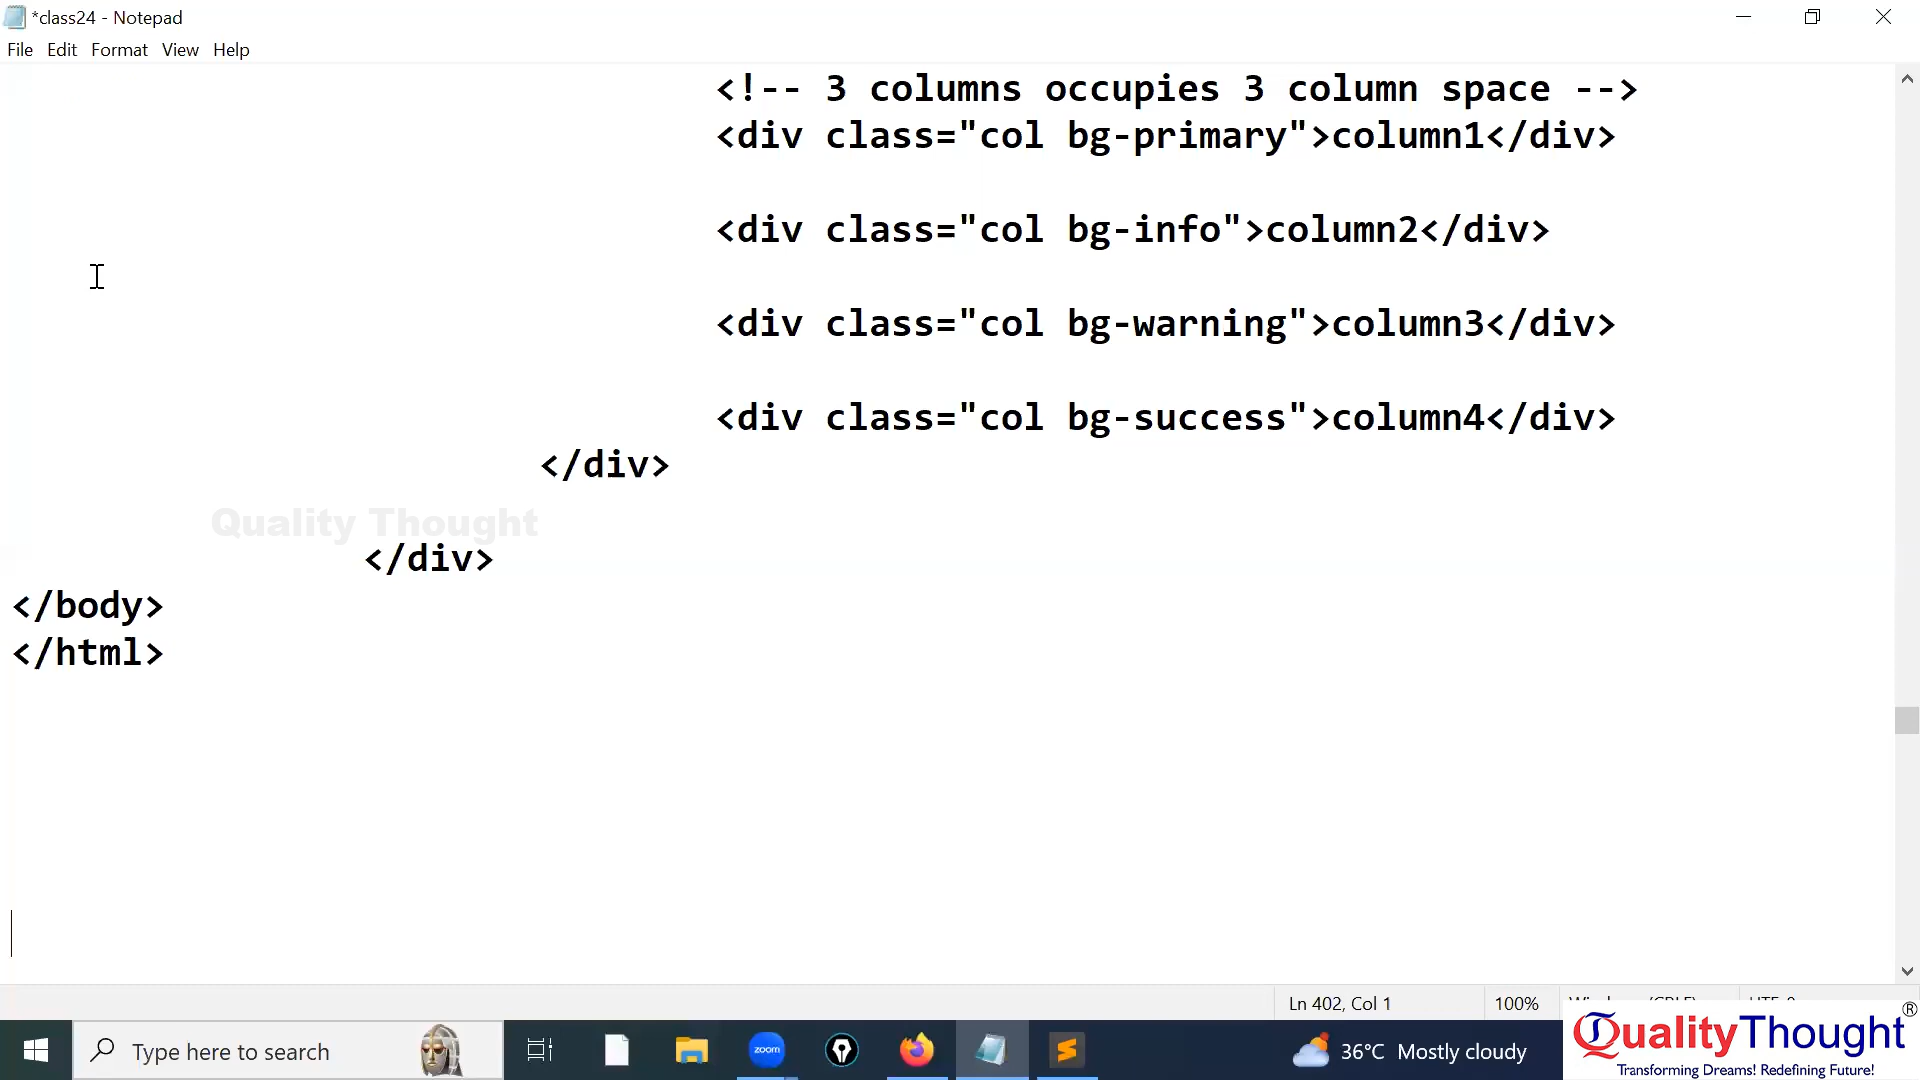 *class24 - Notepad
File Edit Format View Help
<!-- 3 columns occupies 3 column space -->
<div class="col bg-primary">column1</div>
<div class="col bg-info">column2</div>
<div class="col bg-warning">column3</div>
<div class="col bg-success">column4</div>
</div>
Quality Thought
</div>
</body>
</html>
Ln 402, Col 1 100%
Type here to search
zoom
36°C Mostly cloudy
QualityThought®
Transforming Dreams! Redefining Future!